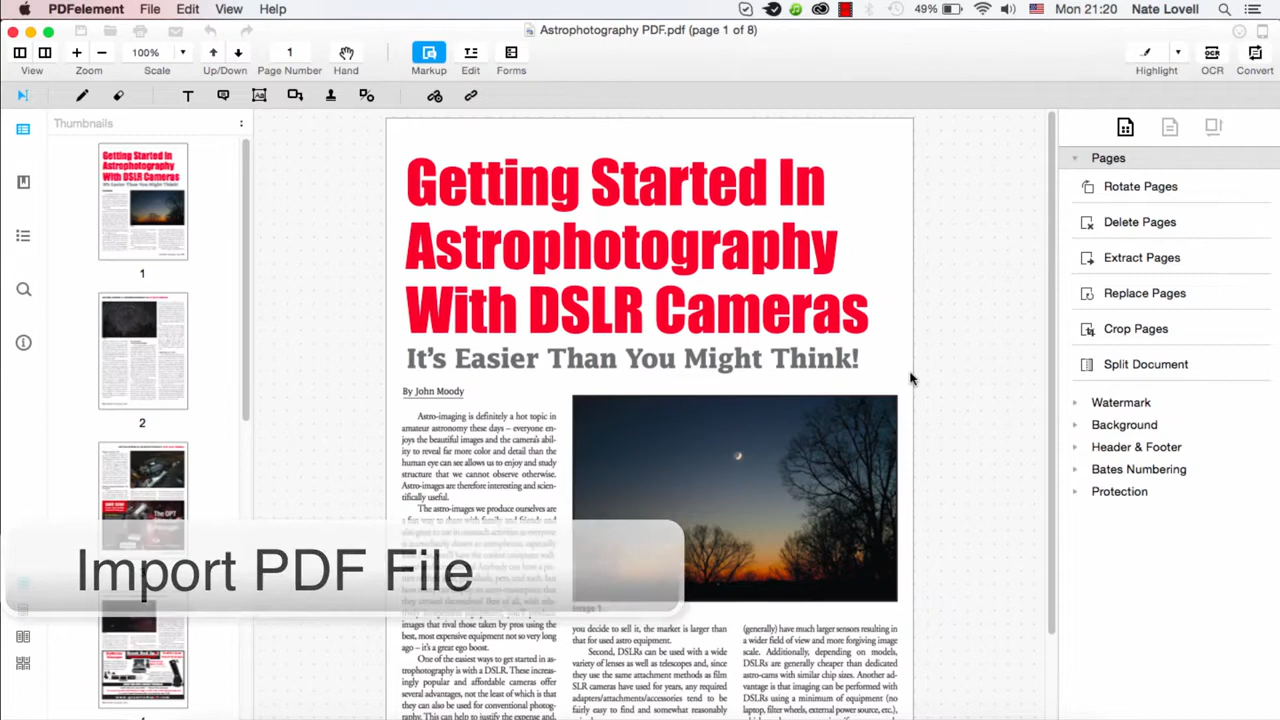 PDFelement File Edit View Help 49% Mon 21:20 Nate Lovell
Astrophotography PDF.pdf (page 1 of 8)
100% 1
View Zoom Scale Up/Down Page Number Hand Markup Edit Forms Highlight OCR Convert
Thumbnails
1
2
Getting Started In
Astrophotography
With DSLR Cameras
It's Easier Than You Might Think!
By John Moody
Astro-imaging is definitely a hot topic in
amateur astronomy these days – everyone en-
joys the beautiful images and the camera's abil-
ity to reveal far more color and detail than the
human eye can see allows us to enjoy and study
structure that we cannot observe otherwise.
Astro-images are therefore interesting and scien-
tifically useful.
The astro-images we produce ourselves are
Import PDF File
images that rival those taken by pros using the
best, most expensive equipment not so very long
ago – it's a great ego boost.
One of the easiest ways to get started in as-
trophotography is with a DSLR. These increas-
ingly popular and affordable cameras offer
several advantages, not the least of which is that
they can also be used for conventional photog-
raphy. This can help to justify the expense and,
Image 1
you decide to sell it, the market is larger than
that for used astro equipment.
Second, DSLRs can be used with a wide
variety of lenses as well as telescopes and, since
they use the same attachment methods as film
SLR cameras have used for years, any required
adapters/attachments/accessories tend to be
fairly easy to find and somewhat reasonably
(generally) have much larger sensors resulting in
a wider field of view and more forgiving image
scale. Additionally, depending on models,
DSLRs are generally cheaper than dedicated
astro-cams with similar chip sizes. Another ad-
vantage is that imaging can be performed with
DSLRs using a minimum of equipment (no
laptop, filter wheels, external power source, etc.),
Pages
Rotate Pages
Delete Pages
Extract Pages
Replace Pages
Crop Pages
Split Document
Watermark
Background
Header & Footer
Bates Numbering
Protection